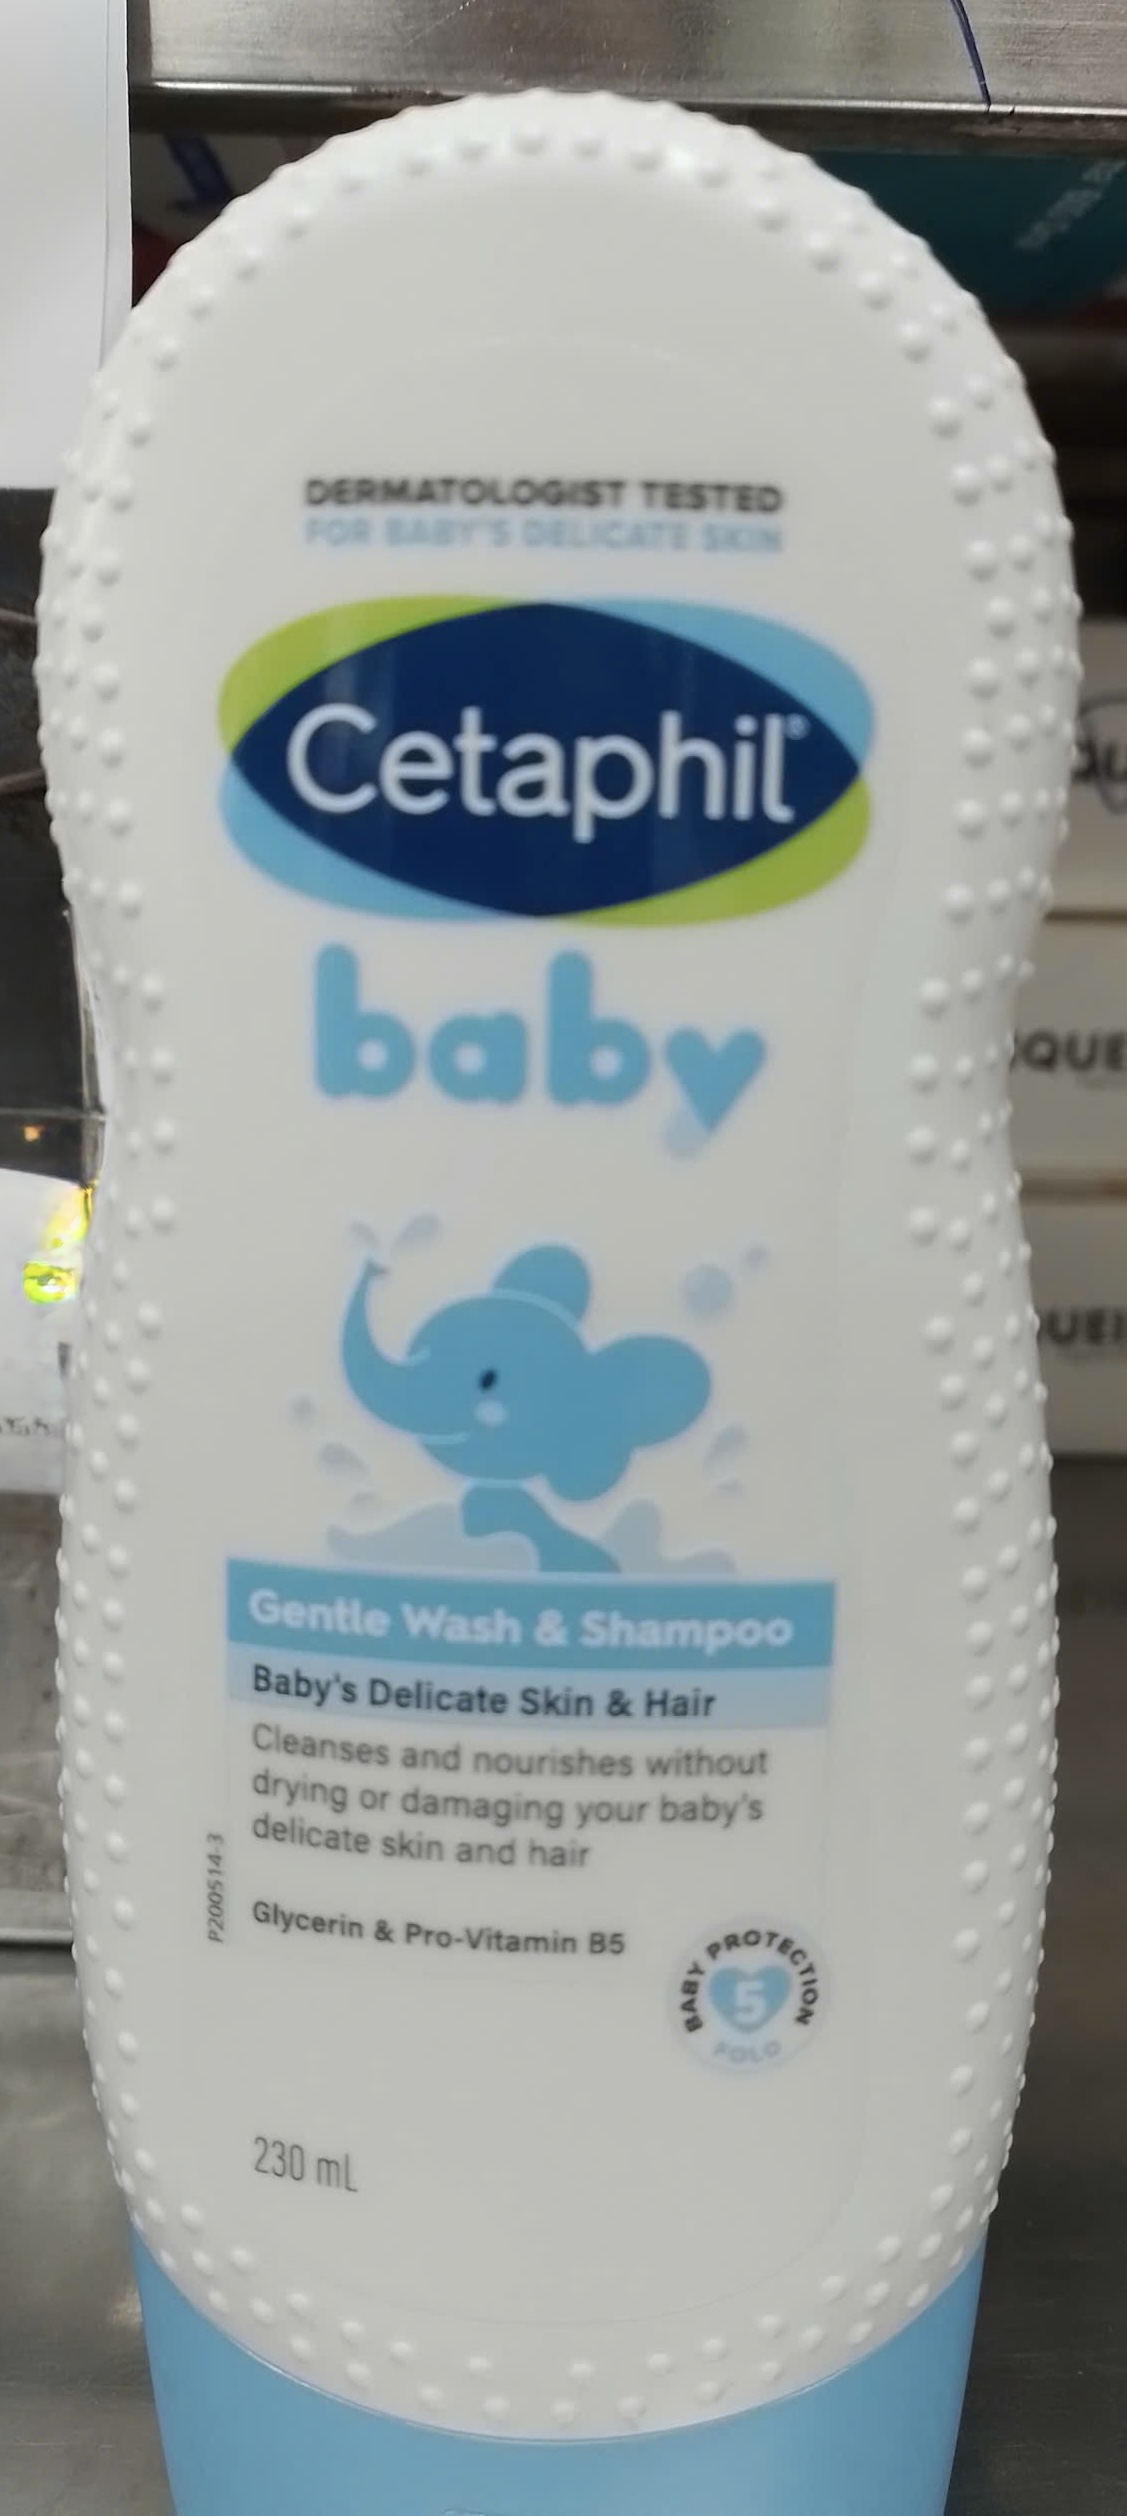 DERMATOLOGIST TESTED
FOR BABY'S DELICATE SKIN
Cetaphil®
baby
Gentle Wash & Shampoo
Baby's Delicate Skin & Hair
Cleanses and nourishes without
drying or damaging your baby's
delicate skin and hair
P200514-3
Glycerin & Pro-Vitamin B5
BABY PROTECTION
5
FOLD
230 mL